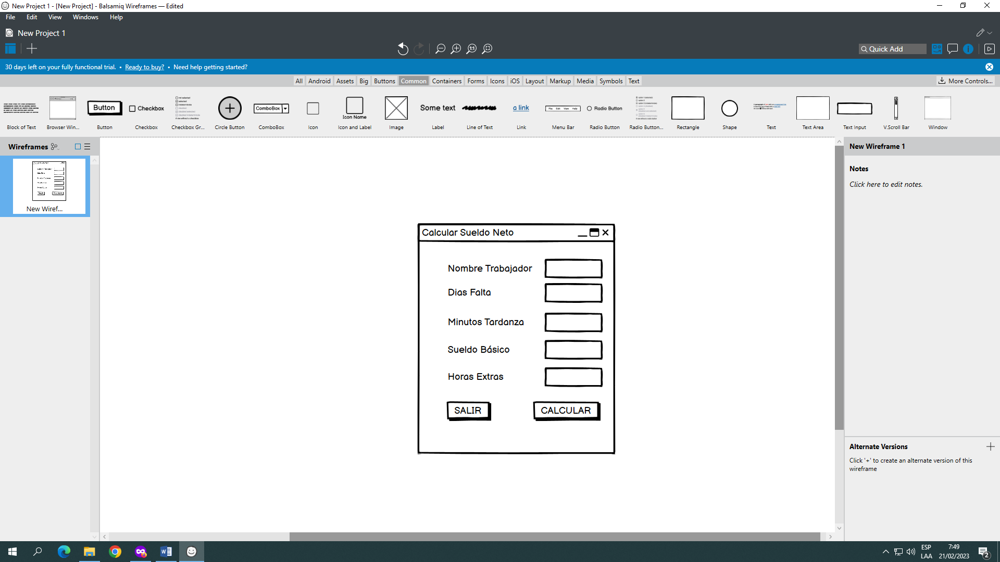 New Project 1 - [New Project] - Balsamiq Wireframes — Edited
File Edit View Windows Help
New Project 1
1:1
Quick Add
30 days left on your fully functional trial. • Ready to buy? • Need help getting started?
All Android Assets Big Buttons Common Containers Forms Icons iOS Layout Markup Media Symbols Text
More Controls...
Button
Checkbox
ComboBox
Icon Name
Some text
a link
File Edit View Help
Radio Button
Block of Text
Browser Win...
Button
Checkbox
Checkbox Gr...
Circle Button
ComboBox
Icon
Icon and Label
Image
Label
Line of Text
Link
Menu Bar
Radio Button
Radio Button...
Rectangle
Shape
Text
Text Area
Text Input
V.Scroll Bar
Window
Wireframes
New Wiref...
Calcular Sueldo Neto
Nombre Trabajador
Dias Falta
Minutos Tardanza
Sueldo Básico
Horas Extras
SALIR
CALCULAR
New Wireframe 1
Notes
Click here to edit notes.
Alternate Versions
Click '+' to create an alternate version of this
wireframe
ESP
LAA
7:49
21/02/2023
2